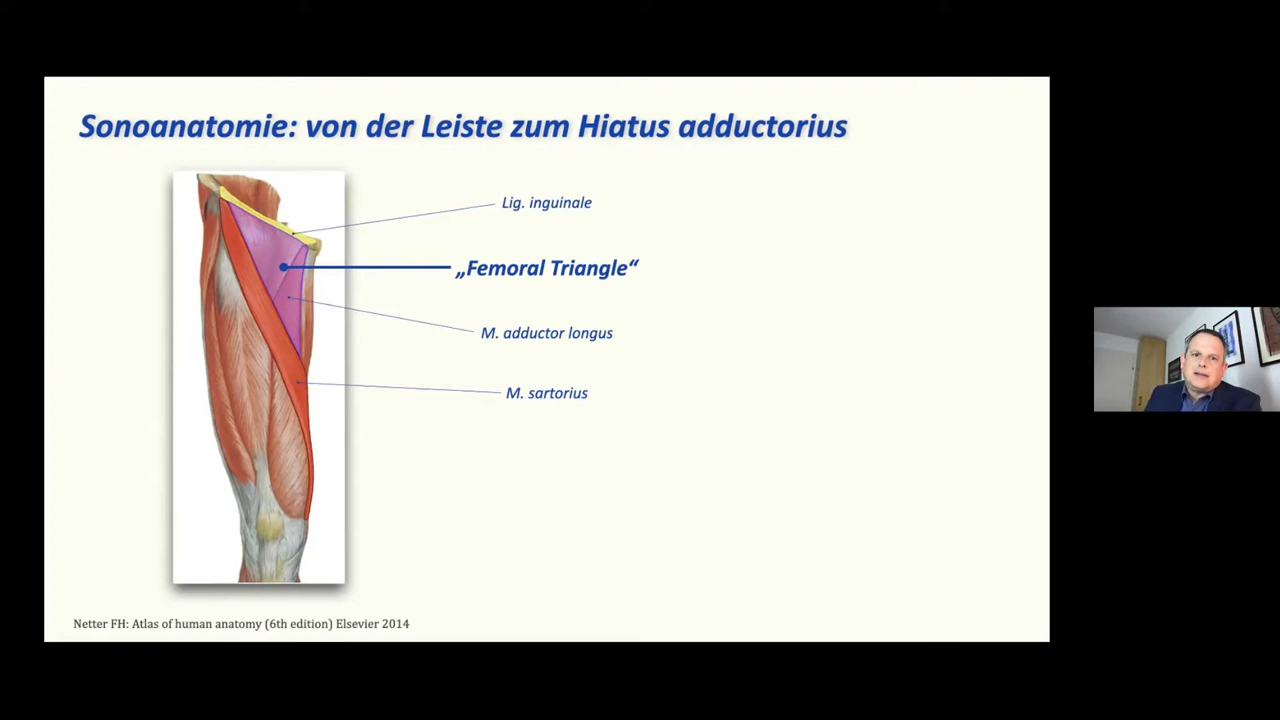 Sonoanatomie: von der Leiste zum Hiatus adductorius
Lig. inguinale
„Femoral Triangle“
M. adductor longus
M. sartorius
Netter FH: Atlas of human anatomy (6th edition) Elsevier 2014